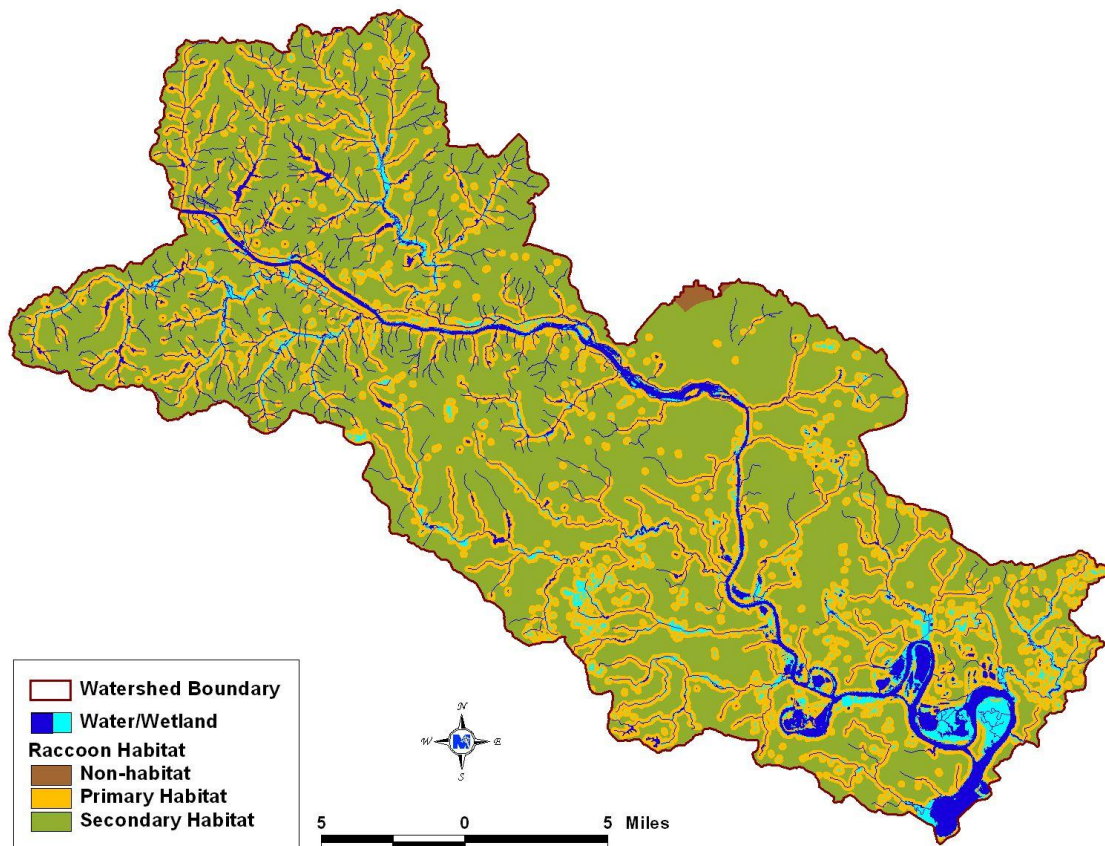 Watershed Boundary
Water/Wetland
Raccoon Habitat
Non-habitat
Primary Habitat
Secondary Habitat
N
W M E
S
5 0 5 Miles